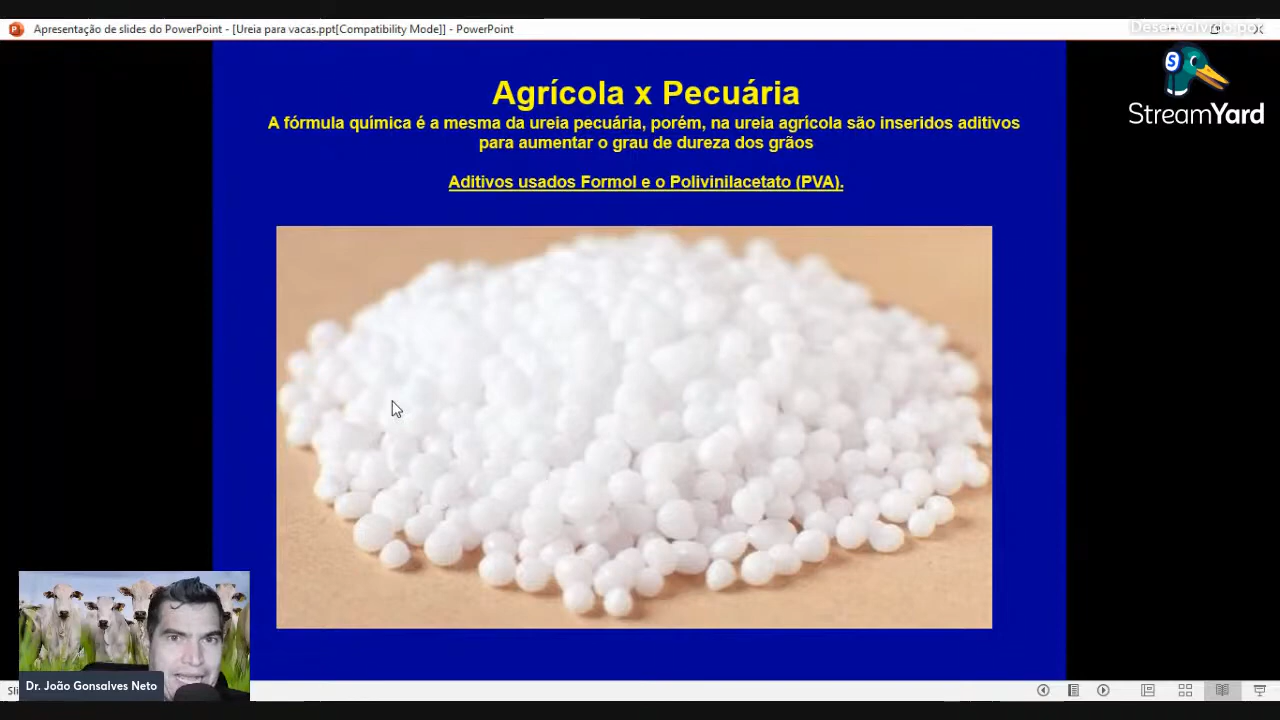 Apresentação de slides do PowerPoint - [Ureia para vacas.ppt[Compatibility Mode]] - PowerPoint
Desenvolvido por
StreamYard
Agrícola x Pecuária
A fórmula química é a mesma da ureia pecuária, porém, na ureia agrícola são inseridos aditivos
para aumentar o grau de dureza dos grãos
Aditivos usados Formol e o Polivinilacetato (PVA).
Dr. João Gonsalves Neto